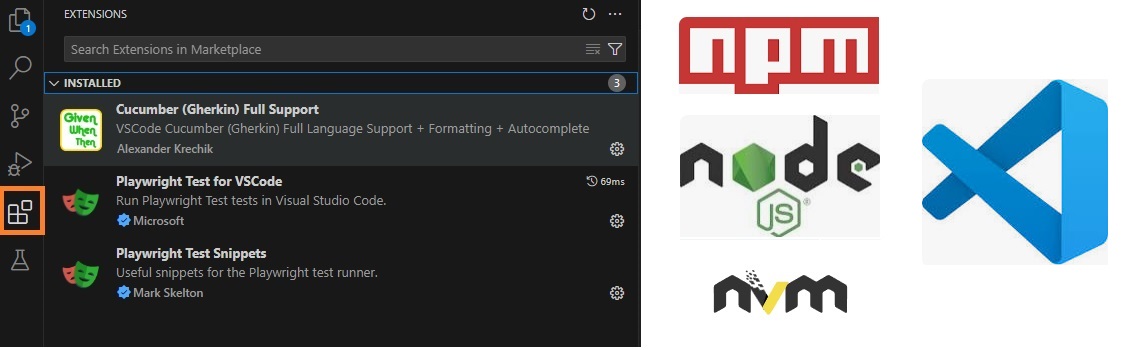 EXTENSIONS
1
Search Extensions in Marketplace
INSTALLED
3
Given
When
Then
Cucumber (Gherkin) Full Support
VSCode Cucumber (Gherkin) Full Language Support + Formatting + Autocomplete
Alexander Krechik
Playwright Test for VSCode
69ms
Run Playwright Test tests in Visual Studio Code.
Microsoft
Playwright Test Snippets
Useful snippets for the Playwright test runner.
Mark Skelton
npm
node
JS®
nvm